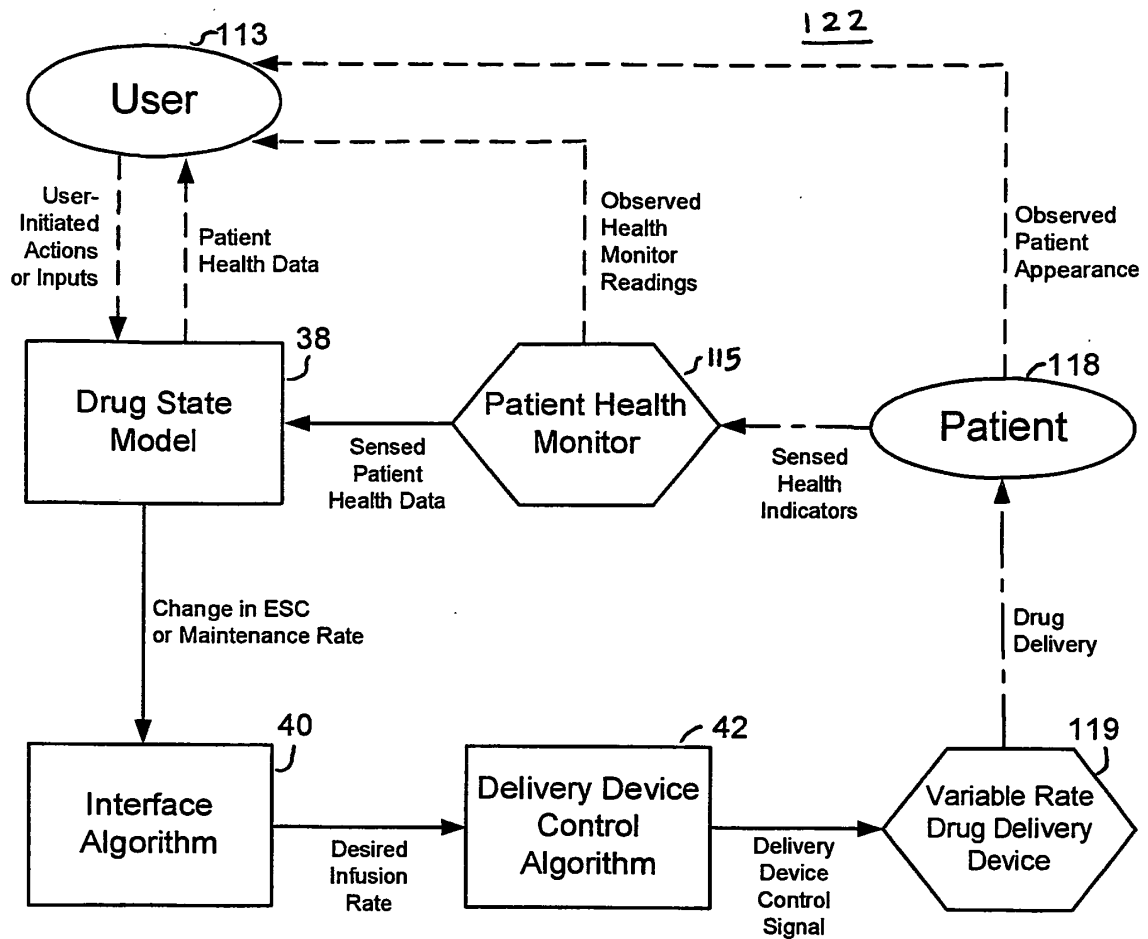 113
122
User
User-
Initiated
Actions
or Inputs
Patient
Health Data
Observed
Health
Monitor
Readings
Observed
Patient
Appearance
38
Drug State
Model
115
Patient Health
Monitor
118
Patient
Sensed
Patient
Health Data
Sensed
Health
Indicators
Change in ESC
or Maintenance Rate
Drug
Delivery
40
Interface
Algorithm
Desired
Infusion
Rate
42
Delivery Device
Control
Algorithm
Delivery
Device
Control
Signal
119
Variable Rate
Drug Delivery
Device